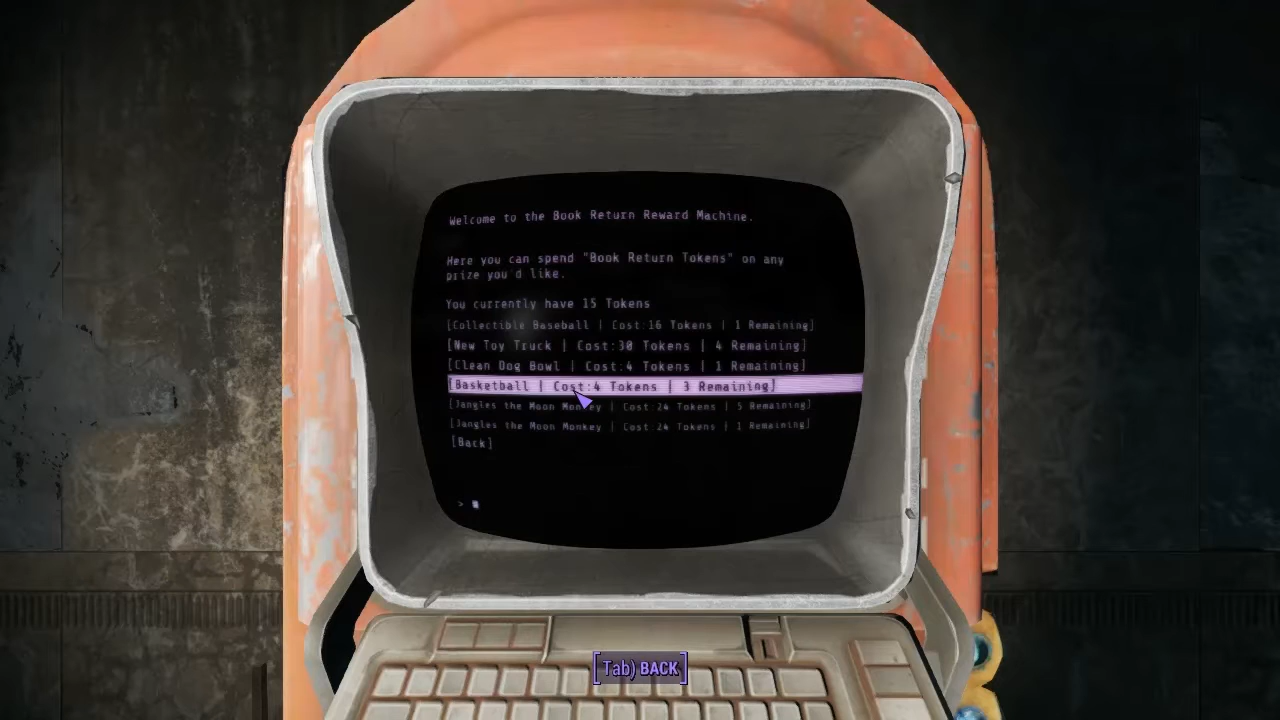 Welcome to the Book Return Reward Machine.
Here you can spend "Book Return Tokens" on any
prize you'd like.
You currently have 15 Tokens
[Collectible Baseball | Cost:16 Tokens | 1 Remaining]
[New Toy Truck | Cost:30 Tokens | 4 Remaining]
[Clean Dog Bowl | Cost:4 Tokens | 1 Remaining]
[Basketball | Cost:4 Tokens | 3 Remaining]
[Jangles the Moon Monkey | Cost:24 Tokens | 5 Remaining]
[Jangles the Moon Monkey | Cost:24 Tokens | 1 Remaining]
[Back]
>
Tab) BACK